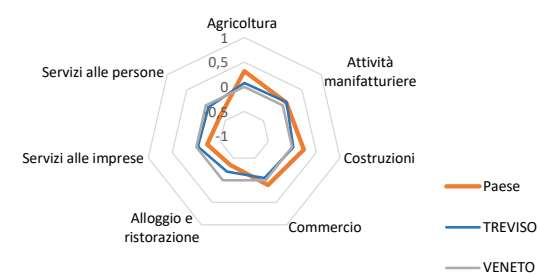 Agricoltura
1
0,5
0
0,5
-1
Attività
manifatturiere
Costruzioni
Commercio
Alloggio e
ristorazione
Servizi alle imprese
Servizi alle persone
Paese
TREVISO
VENETO